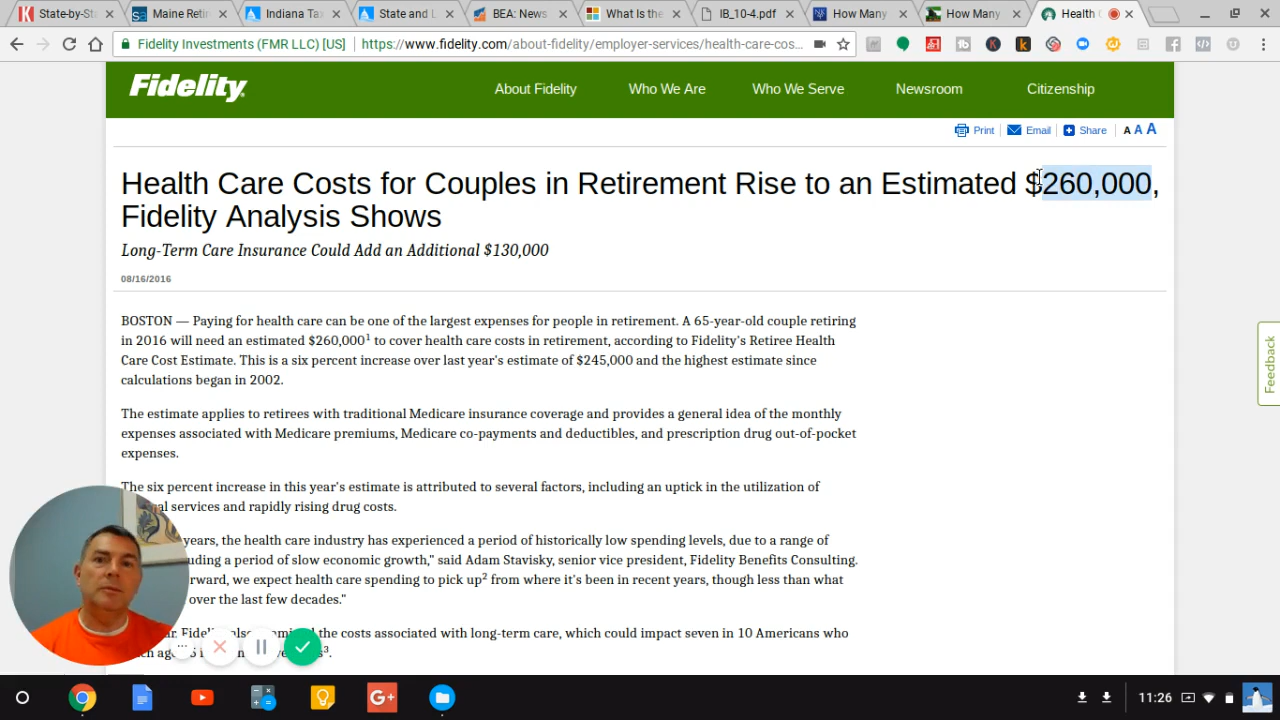 State-by-St
Maine Reti
Indiana Ta
State and L
BEA: News
What Is the
IB_10-4.pdf
How Many
How Many
Health
Fidelity Investments (FMR LLC) [US]
https://www.fidelity.com/about-fidelity/employer-services/health-care-cos...
Fidelity
About Fidelity
Who We Are
Who We Serve
Newsroom
Citizenship
Print
Email
Share
A A A
Health Care Costs for Couples in Retirement Rise to an Estimated $260,000,
Fidelity Analysis Shows
Long-Term Care Insurance Could Add an Additional $130,000
08/16/2016
BOSTON — Paying for health care can be one of the largest expenses for people in retirement. A 65-year-old couple retiring
in 2016 will need an estimated $260,000¹ to cover health care costs in retirement, according to Fidelity's Retiree Health
Care Cost Estimate. This is a six percent increase over last year's estimate of $245,000 and the highest estimate since
calculations began in 2002.
The estimate applies to retirees with traditional Medicare insurance coverage and provides a general idea of the monthly
expenses associated with Medicare premiums, Medicare co-payments and deductibles, and prescription drug out-of-pocket
expenses.
The six percent increase in this year's estimate is attributed to several factors, including an uptick in the utilization of
al services and rapidly rising drug costs.
years, the health care industry has experienced a period of historically low spending levels, due to a range of
uding a period of slow economic growth," said Adam Stavisky, senior vice president, Fidelity Benefits Consulting.
rward, we expect health care spending to pick up² from where it's been in recent years, though less than what
over the last few decades."
the costs associated with long-term care, which could impact seven in 10 Americans who
Feedback
11:26